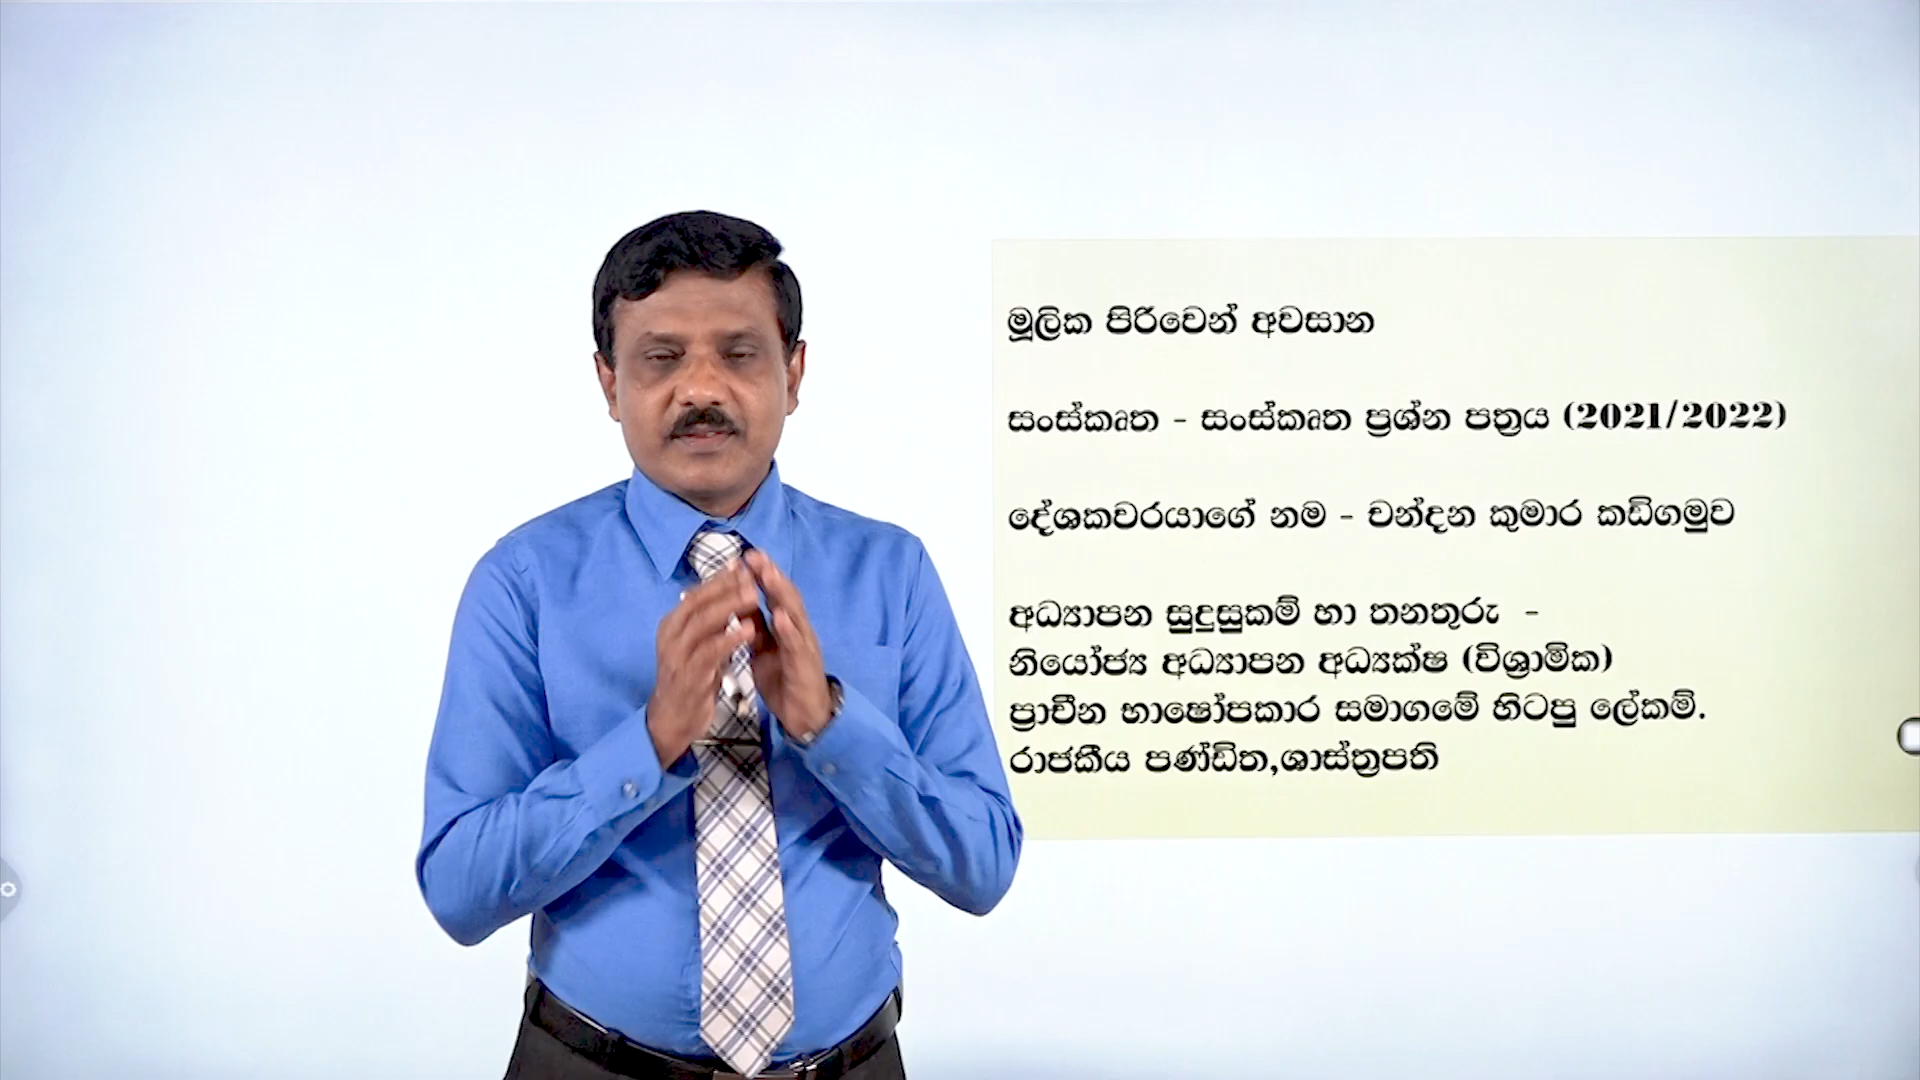 මූලික පිරිවෙන් අවසාන
සංස්කෘත - සංස්කෘත ප්‍රශ්න පත්‍රය (2021/2022)
දේශකවරයාගේ නම - චන්දන කුමාර කඩිගමුව
අධ්‍යාපන සුදුසුකම් හා තනතුරු -
නියෝජ්‍ය අධ්‍යාපන අධ්‍යක්ෂ (විශ්‍රාමික)
ප්‍රාචීන භාෂෝපකාර සමාගමේ හිටපු ලේකම්.
රාජකීය පණ්ඩිත,ශාස්ත්‍රපති